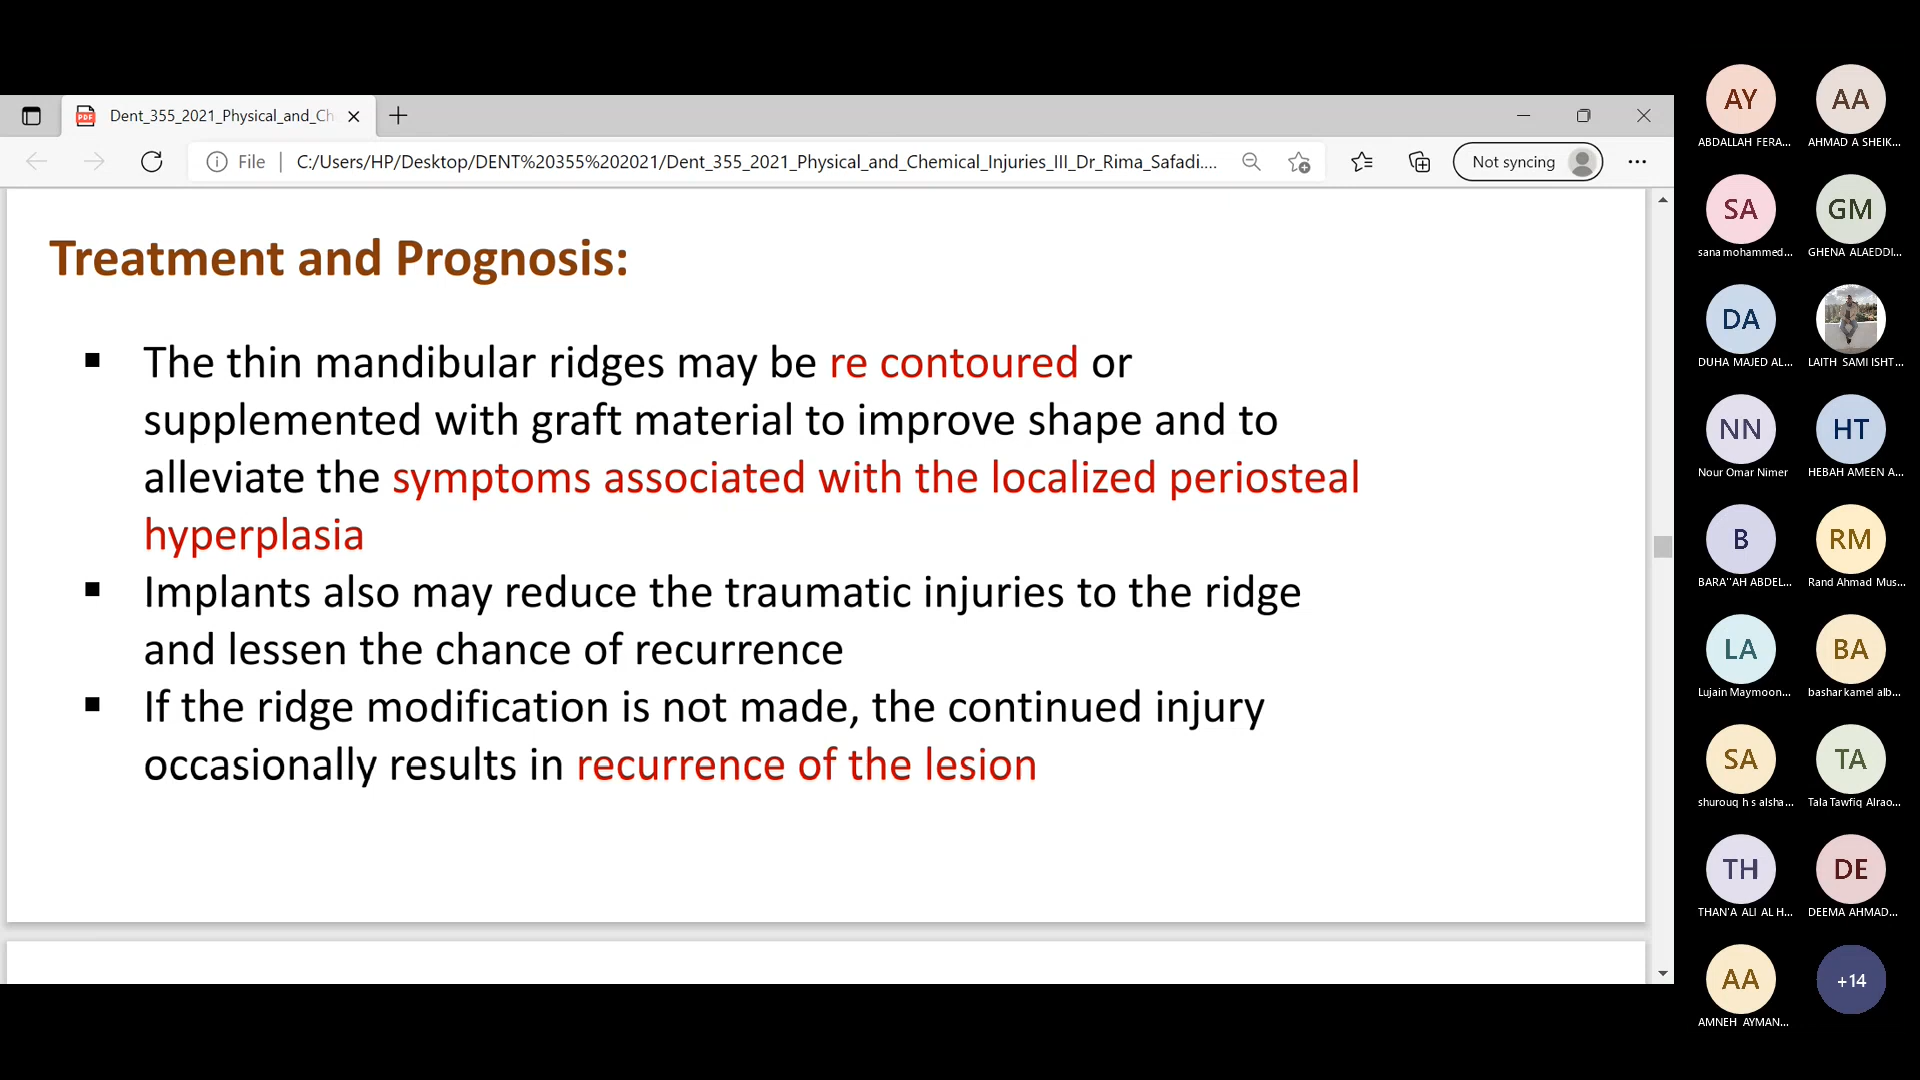 Dent_355_2021_Physical_and_Ch
File
C:/Users/HP/Desktop/DENT%20355%202021/Dent_355_2021_Physical_and_Chemical_Injuries_III_Dr_Rima_Safadi....
Not syncing
Treatment and Prognosis:
The thin mandibular ridges may be re contoured or
supplemented with graft material to improve shape and to
alleviate the symptoms associated with the localized periosteal
hyperplasia
Implants also may reduce the traumatic injuries to the ridge
and lessen the chance of recurrence
If the ridge modification is not made, the continued injury
occasionally results in recurrence of the lesion
AY
AA
ABDALLAH FERA...
AHMAD A SHEIK...
SA
GM
sana mohammed...
GHENA ALAEDDI...
DA
DUHA MAJED AL...
LAITH SAMI ISHT...
NN
HT
Nour Omar Nimer
HEBAH AMEEN A...
B
RM
BARA''AH ABDEL...
Rand Ahmad Mus...
LA
BA
Lujain Maymoon...
bashar kamel alb...
SA
TA
shurouq h s alsha...
Tala Tawfiq Alrao...
TH
DE
THAN'A ALI AL H...
DEEMA AHMAD...
AA
+14
AMNEH AYMAN...